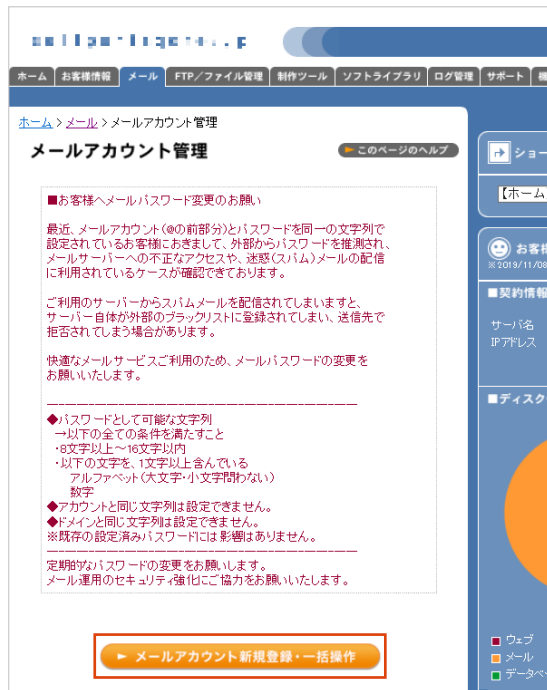 ホーム
お客様情報
メール
FTP／ファイル管理
制作ツール
ソフトライブラリ
ログ管理
サポート
ホーム > メール > メールアカウント管理
メールアカウント管理
このページのヘルプ
■お客様へメールパスワード変更のお願い
最近、メールアカウント(@の前部分)とパスワードを同一の文字列で
設定されているお客様におきまして、外部からパスワードを推測され、
メールサーバーへの不正なアクセスや、迷惑(スパム)メールの配信
に利用されているケースが確認できております。
ご利用のサーバーからスパムメールを配信されてしまいますと、
サーバー自体が外部のブラックリストに登録されてしまい、送信先で
拒否されてしまう場合があります。
快適なメールサービスご利用のため、メールパスワードの変更を
お願いいたします。
◆パスワードとして可能な文字列
→以下の全ての条件を満たすこと
・8文字以上～16文字以内
・以下の文字を、1文字以上含んでいる
アルファベット(大文字・小文字問わない)
数字
◆アカウントと同じ文字列は設定できません。
◆ドメインと同じ文字列は設定できません。
※既存の設定済みパスワードには影響はありません。
定期的なパスワードの変更をお願いします。
メール運用のセキュリティ強化にご協力をお願いいたします。
メールアカウント新規登録・一括操作
ショー
【ホーム
お客様
※2019/11/08
■契約情報
サーバ名
IPアドレス
■ディスク
ウェブ
メール
データベー